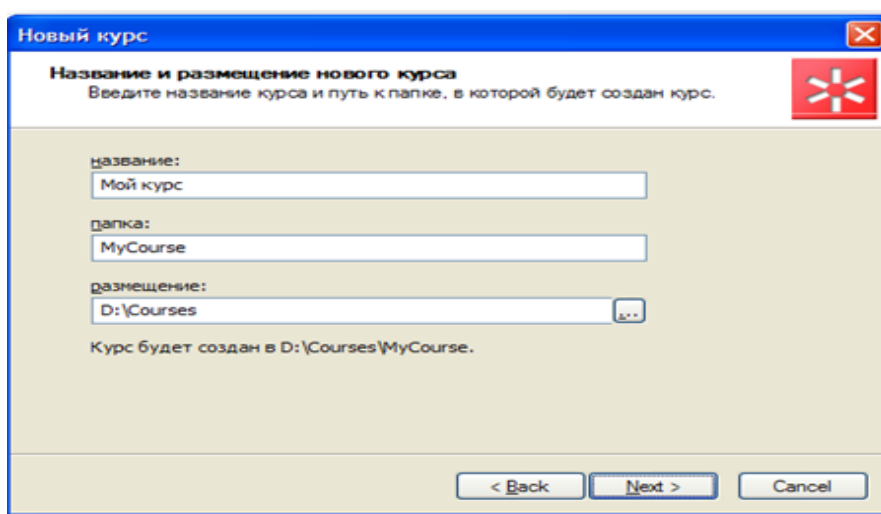 Новый курс
Название и размещение нового курса
Введите название курса и путь к папке, в которой будет создан курс.
название:
Мой курс
папка:
MyCourse
размещение:
D:\Courses
...
Курс будет создан в D:\Courses\MyCourse.
< Back Next > Cancel